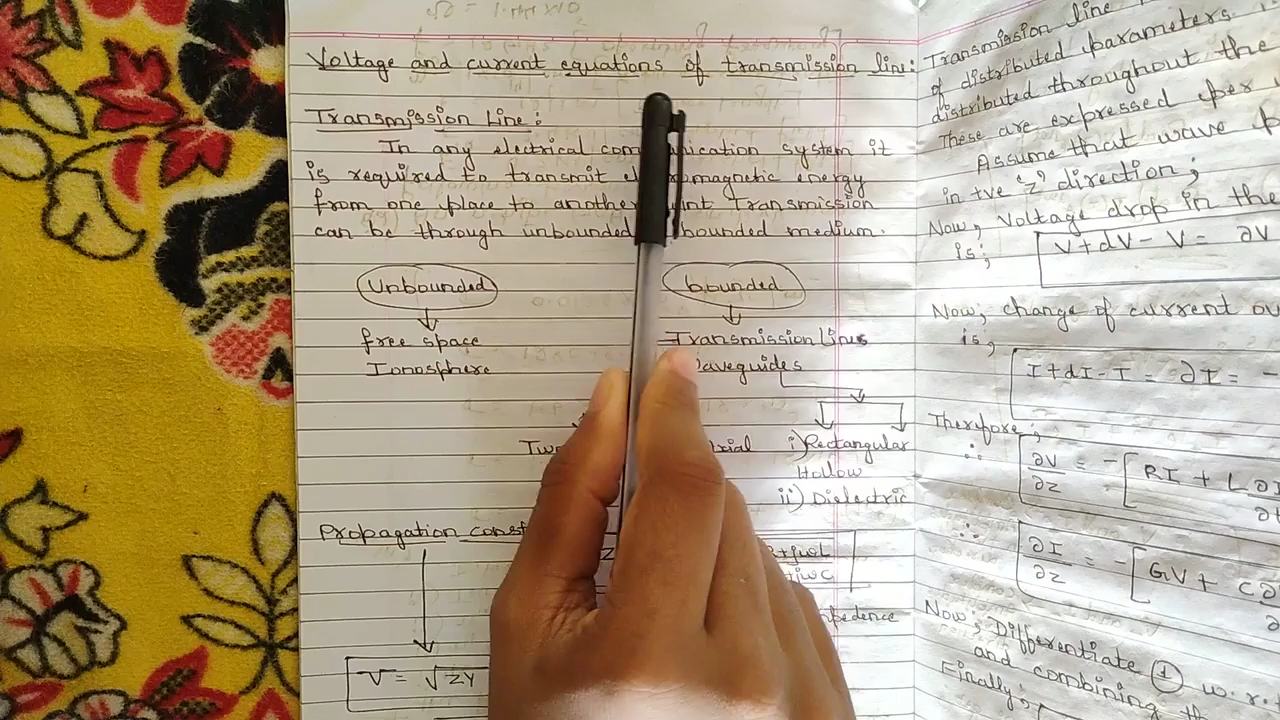 Voltage and current equations of transmission line:
Transmission Line:
In any electrical communication system it
is required to transmit electromagnetic energy
from one place to another point Transmission
can be through unbounded bounded medium.
Unbounded bounded
free space Transmission Lines
Ionosphere Waveguides
i) Rectangular
Hollow
ii) Dielectric
Propagation const
+jωL
+jωC
V = √ZY
Transmission line
of distributed parameters
distributed throughout the
These are expressed per
Assume that wave
in +ve 'z' direction;
Now, Voltage drop in the
is;
V+dV-V = ∂V
Now, change of current
is,
I+dI-I = ∂I = -
Therefore;
∴ ∂V/∂z = -[RI + L∂I/∂t
∴ ∂I/∂z = -[GV + C∂
Now, Differentiate ① w.r.
and combining
Finally,